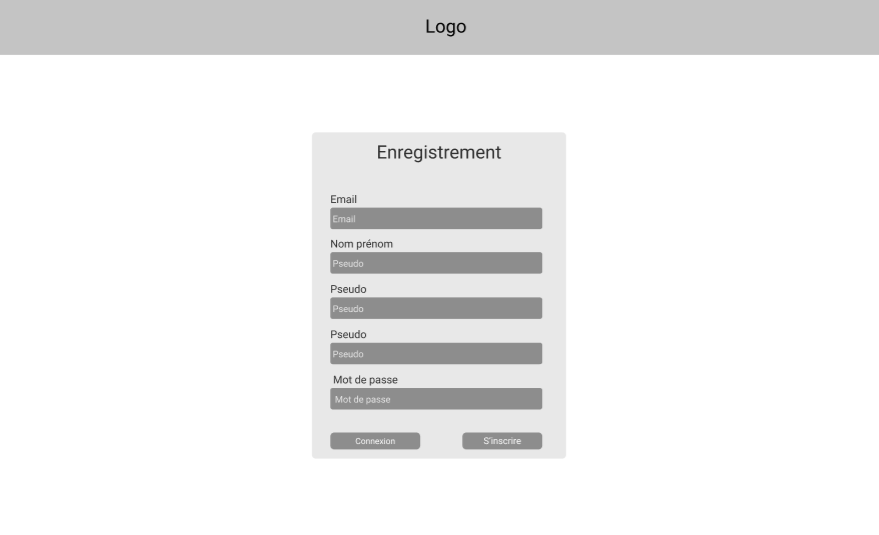 Logo
Enregistrement
Email
Email
Nom prénom
Pseudo
Pseudo
Pseudo
Pseudo
Pseudo
Mot de passe
Mot de passe
Connexion
S'inscrire